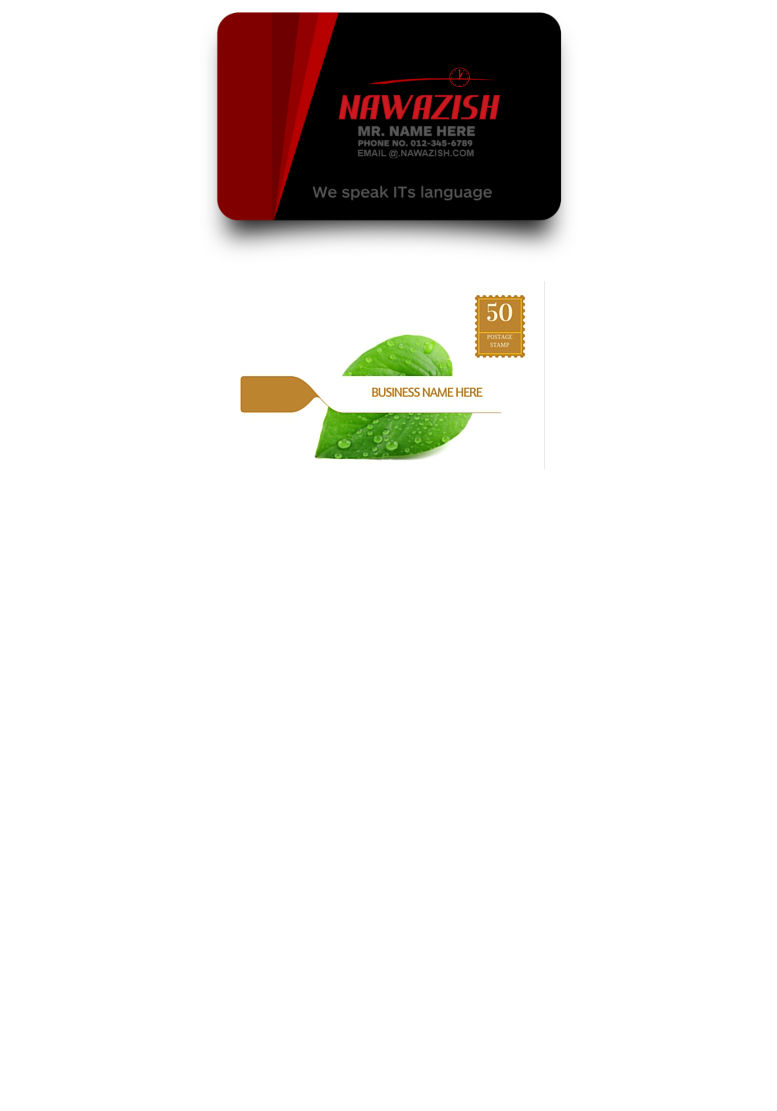 NAWAZISH
MR. NAME HERE
PHONE NO. 012-345-6789
EMAIL @.NAWAZISH.COM
We speak ITs language
50
POSTAGE
STAMP
BUSINESS NAME HERE